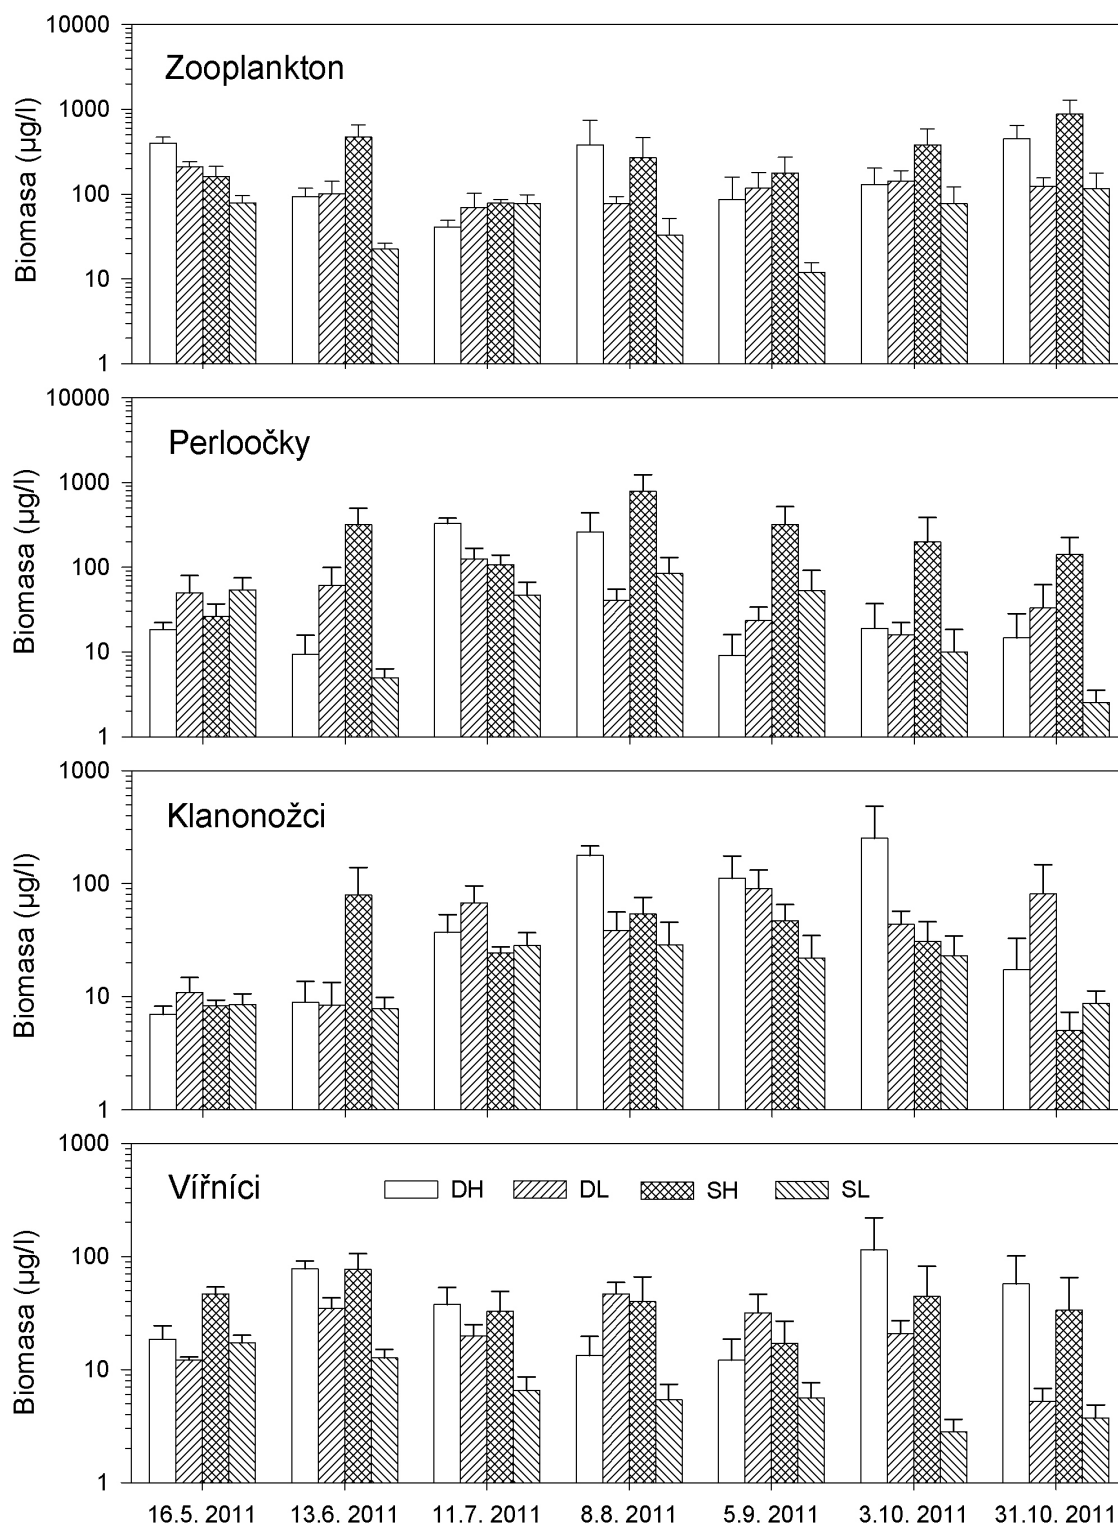 10000
Zooplankton
1000
100
10
1
Biomasa (µg/l)
10000
Perloočky
1000
100
10
1
Biomasa (µg/l)
1000
Klanonožci
100
10
1
Biomasa (µg/l)
1000
Vířníci DH DL SH SL
100
10
1
Biomasa (µg/l)
16.5. 2011 13.6. 2011 11.7. 2011 8.8. 2011 5.9. 2011 3.10. 2011 31.10. 2011